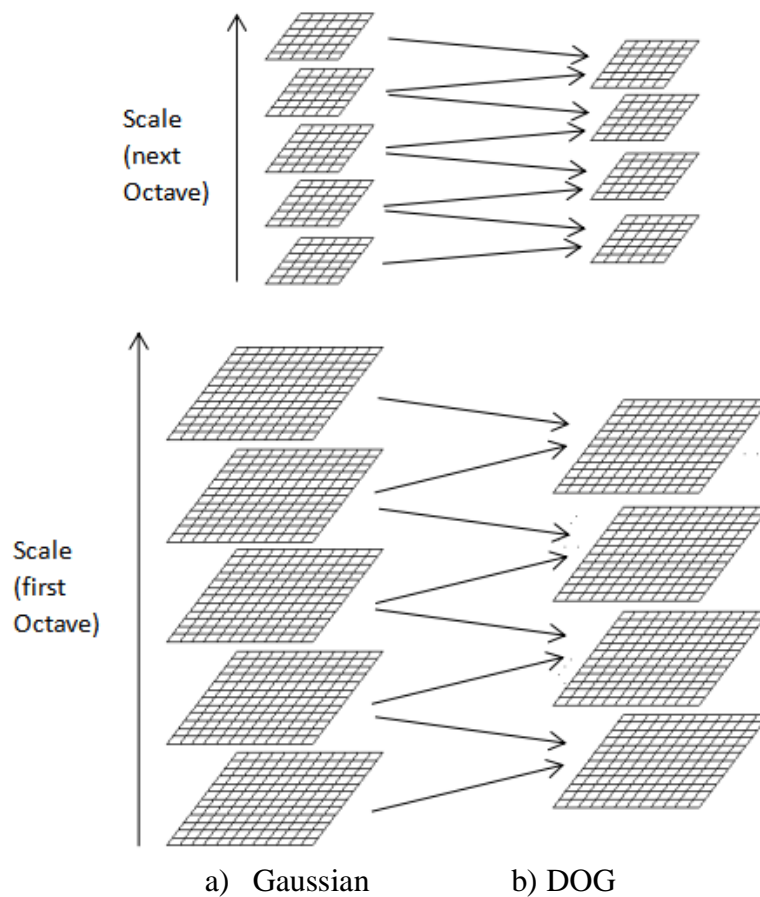 Scale
(next
Octave)
Scale
(first
Octave)
a) Gaussian
b) DOG